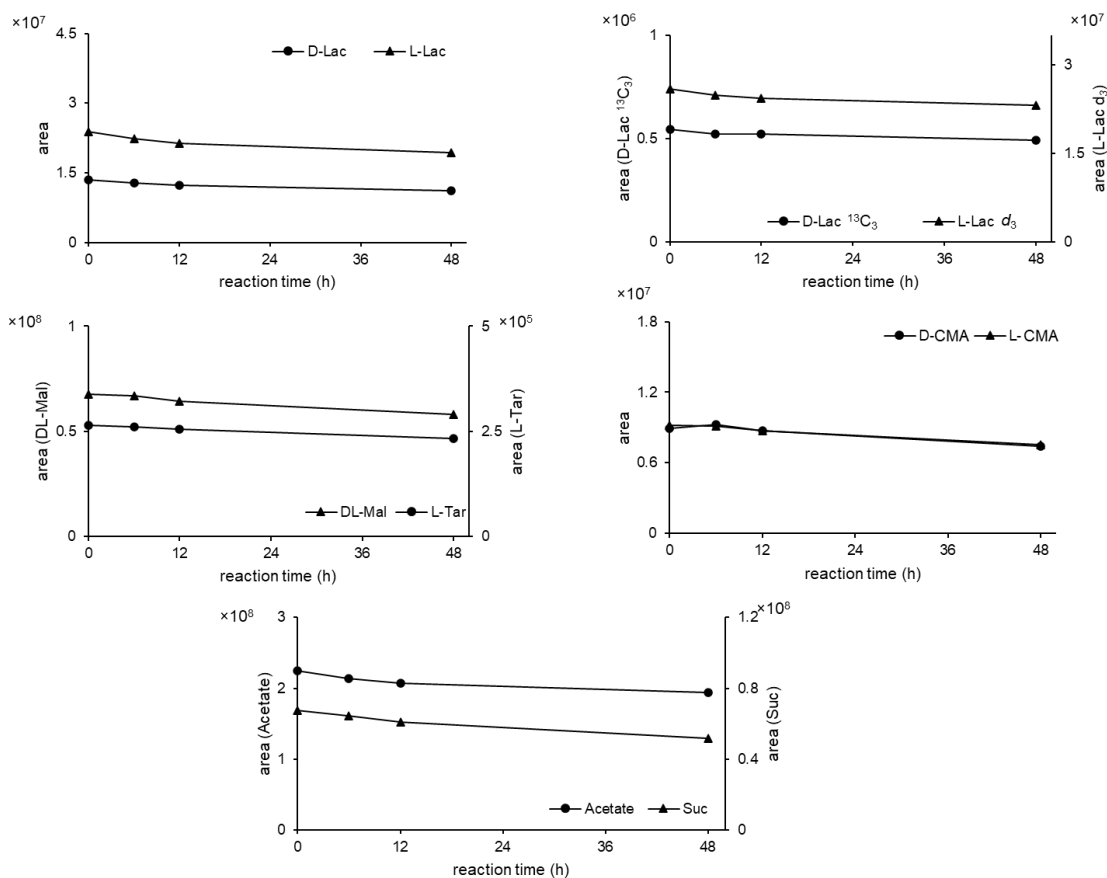 ×10⁷
4.5
3
1.5
0
area
D-Lac L-Lac
0 12 24 36 48
reaction time (h)
×10⁶ ×10⁷
1
0.5
0
area (D-Lac ¹³C₃)
3
1.5
0
area (L-Lac d₃)
D-Lac ¹³C₃ L-Lac d₃
0 12 24 36 48
reaction time (h)
×10⁸ ×10⁵
1
0.5
0
area (DL-Mal)
5
2.5
0
area (L-Tar)
DL-Mal L-Tar
0 12 24 36 48
reaction time (h)
×10⁷
1.8
1.2
0.6
0
area
D-CMA L-CMA
0 12 24 36 48
reaction time (h)
×10⁸ ×10⁸
3
2
1
0
area (Acetate)
1.2
0.8
0.4
0
area (Suc)
Acetate Suc
0 12 24 36 48
reaction time (h)